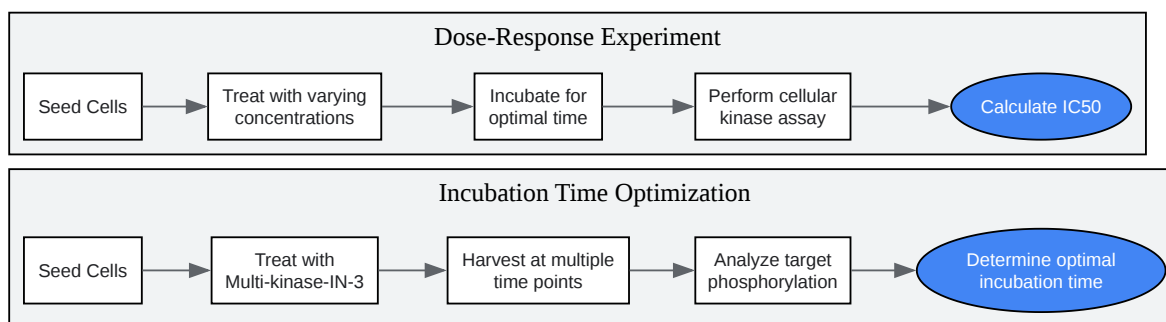 Dose-Response Experiment
Seed Cells
Treat with varying
concentrations
Incubate for
optimal time
Perform cellular
kinase assay
Calculate IC50
Incubation Time Optimization
Seed Cells
Treat with
Multi-kinase-IN-3
Harvest at multiple
time points
Analyze target
phosphorylation
Determine optimal
incubation time